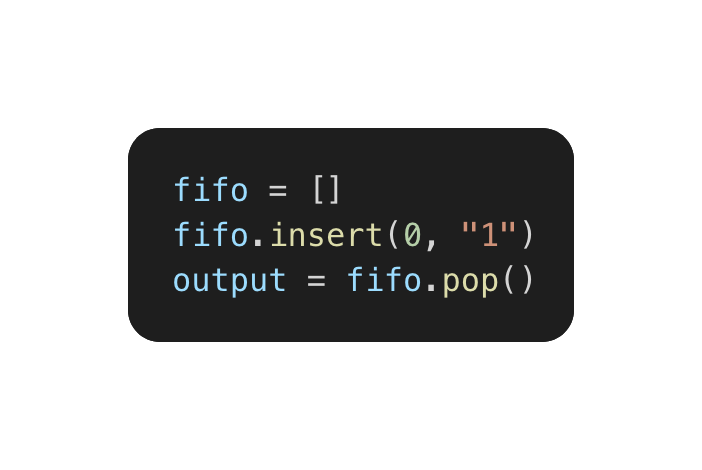 fifo = []
fifo.insert(0, "1")
output = fifo.pop()